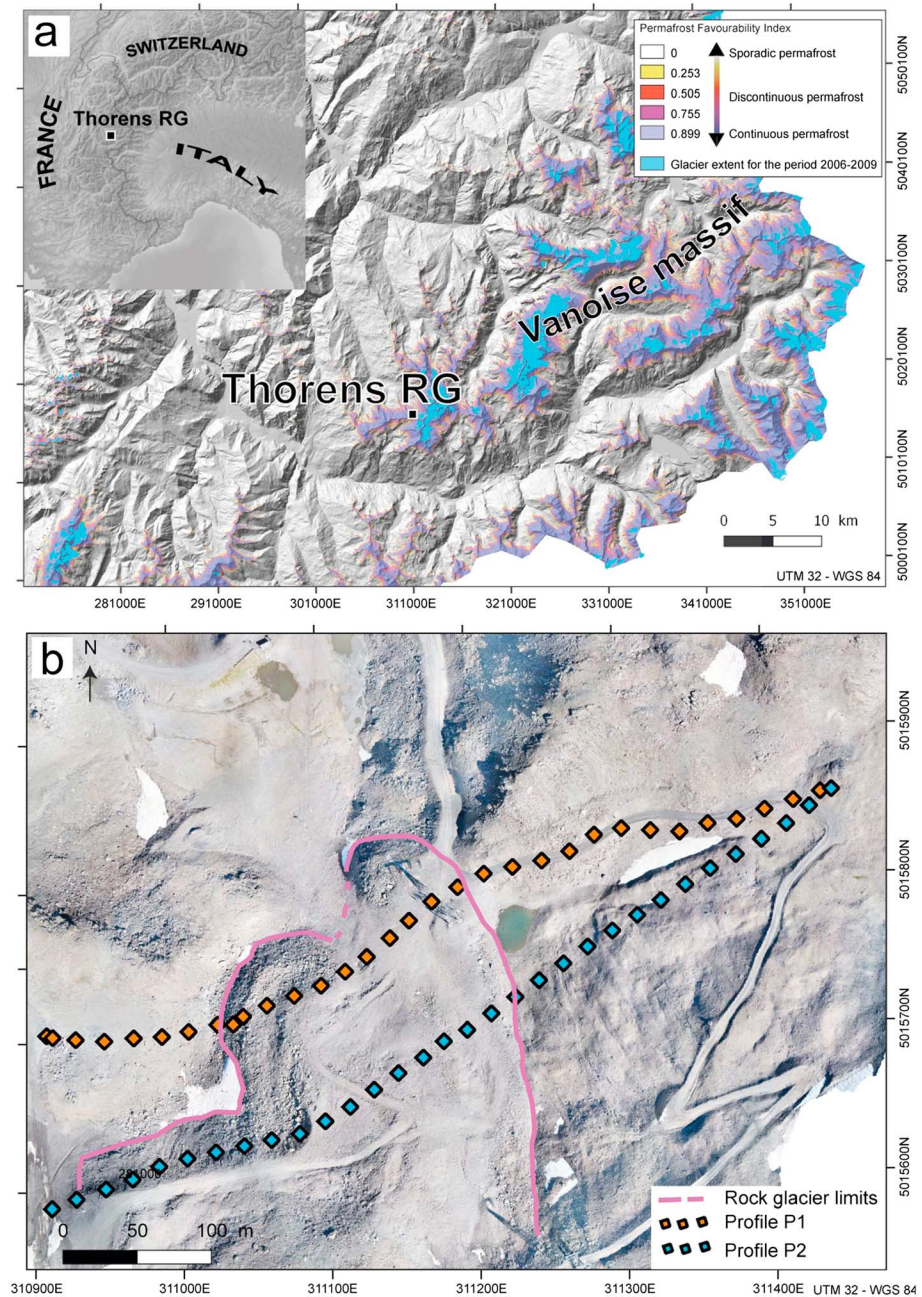 a
SWITZERLAND
FRANCE
Thorens RG
ITALY
Permafrost Favourability Index
0
0.253
0.505
0.755
0.899
Sporadic permafrost
Discontinuous permafrost
Continuous permafrost
Glacier extent for the period 2006-2009
Vanoise massif
Thorens RG
0 5 10 km
UTM 32 - WGS 84
5050100N
5040100N
5030100N
5020100N
5010100N
5000100N
281000E 291000E 301000E 311000E 321000E 331000E 341000E 351000E
b
N
5015900N
5015800N
5015700N
5015600N
281000
0 50 100 m
Rock glacier limits
Profile P1
Profile P2
310900E 311000E 311100E 311200E 311300E 311400E UTM 32 - WGS 84